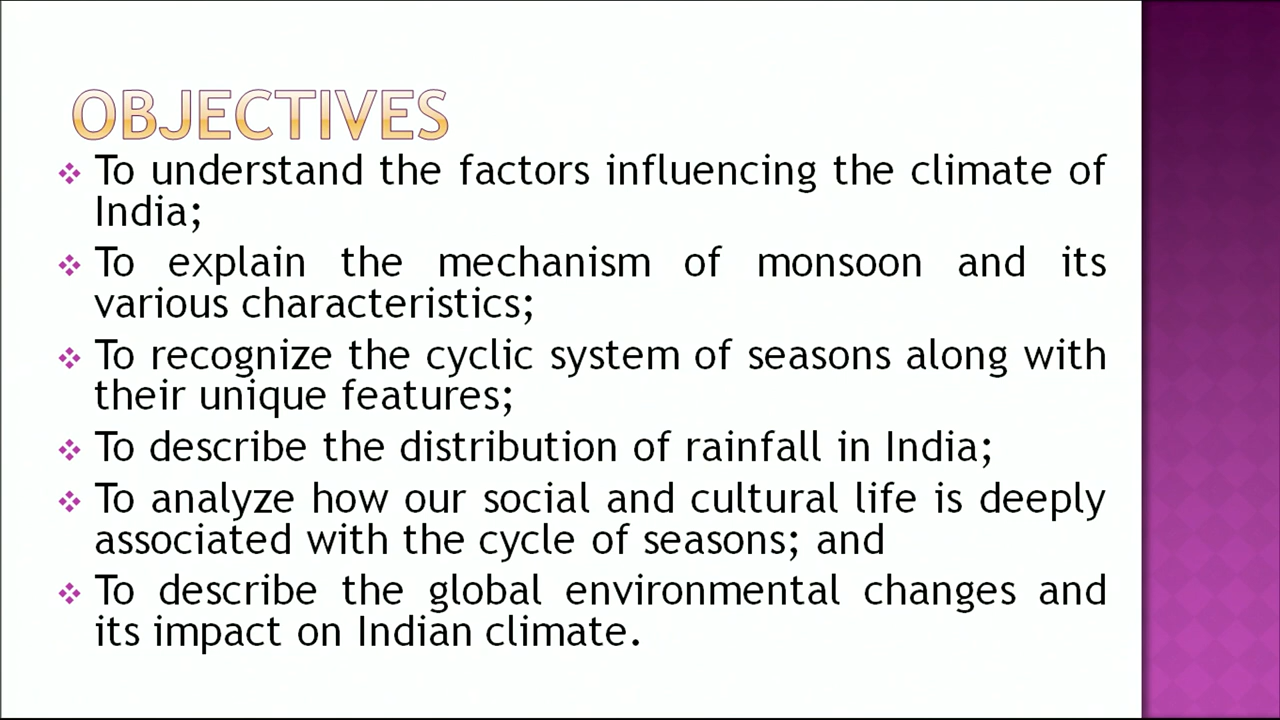 OBJECTIVES
To understand the factors influencing the climate of
India;
To explain the mechanism of monsoon and its
various characteristics;
To recognize the cyclic system of seasons along with
their unique features;
To describe the distribution of rainfall in India;
To analyze how our social and cultural life is deeply
associated with the cycle of seasons; and
To describe the global environmental changes and
its impact on Indian climate.